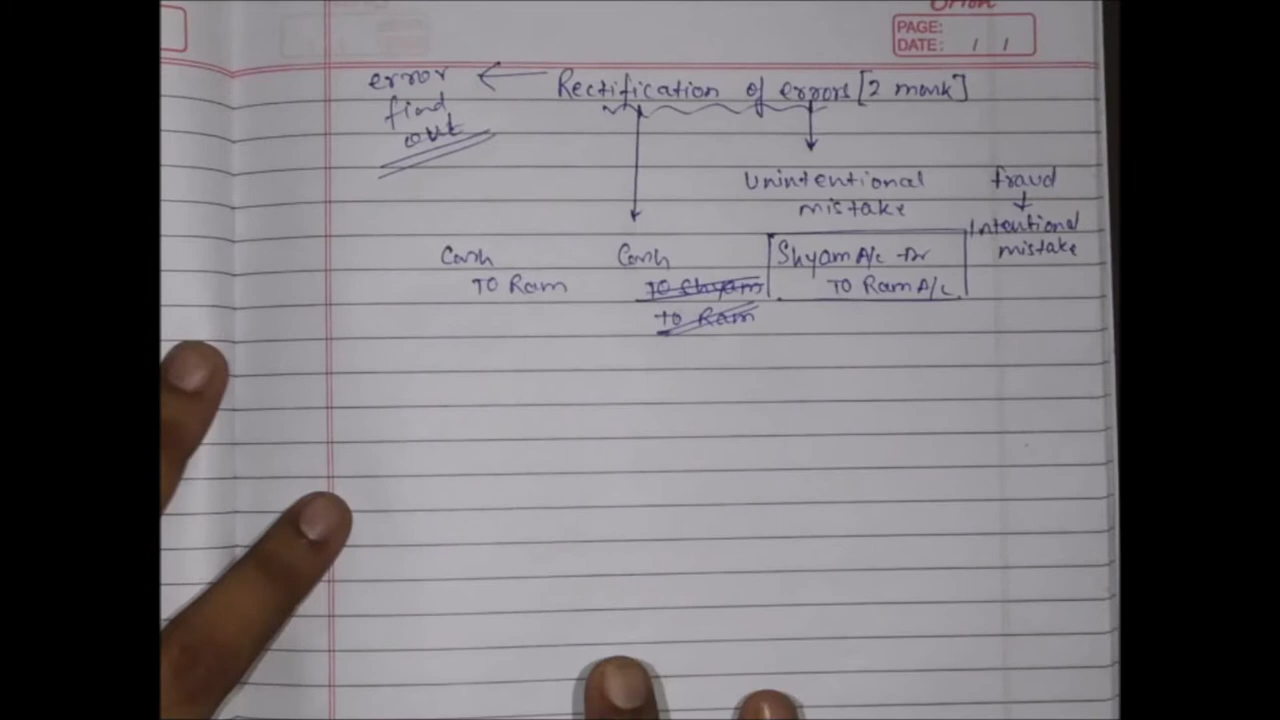 Orion
PAGE:
DATE: / /
error ← Rectification of errors [2 mark]
find
out
Unintentional
mistake
fraud
Intentional
mistake
Cash
TO Ram
Cash
TO Shyam
TO Ram
Shyam A/c Dr
TO Ram A/c